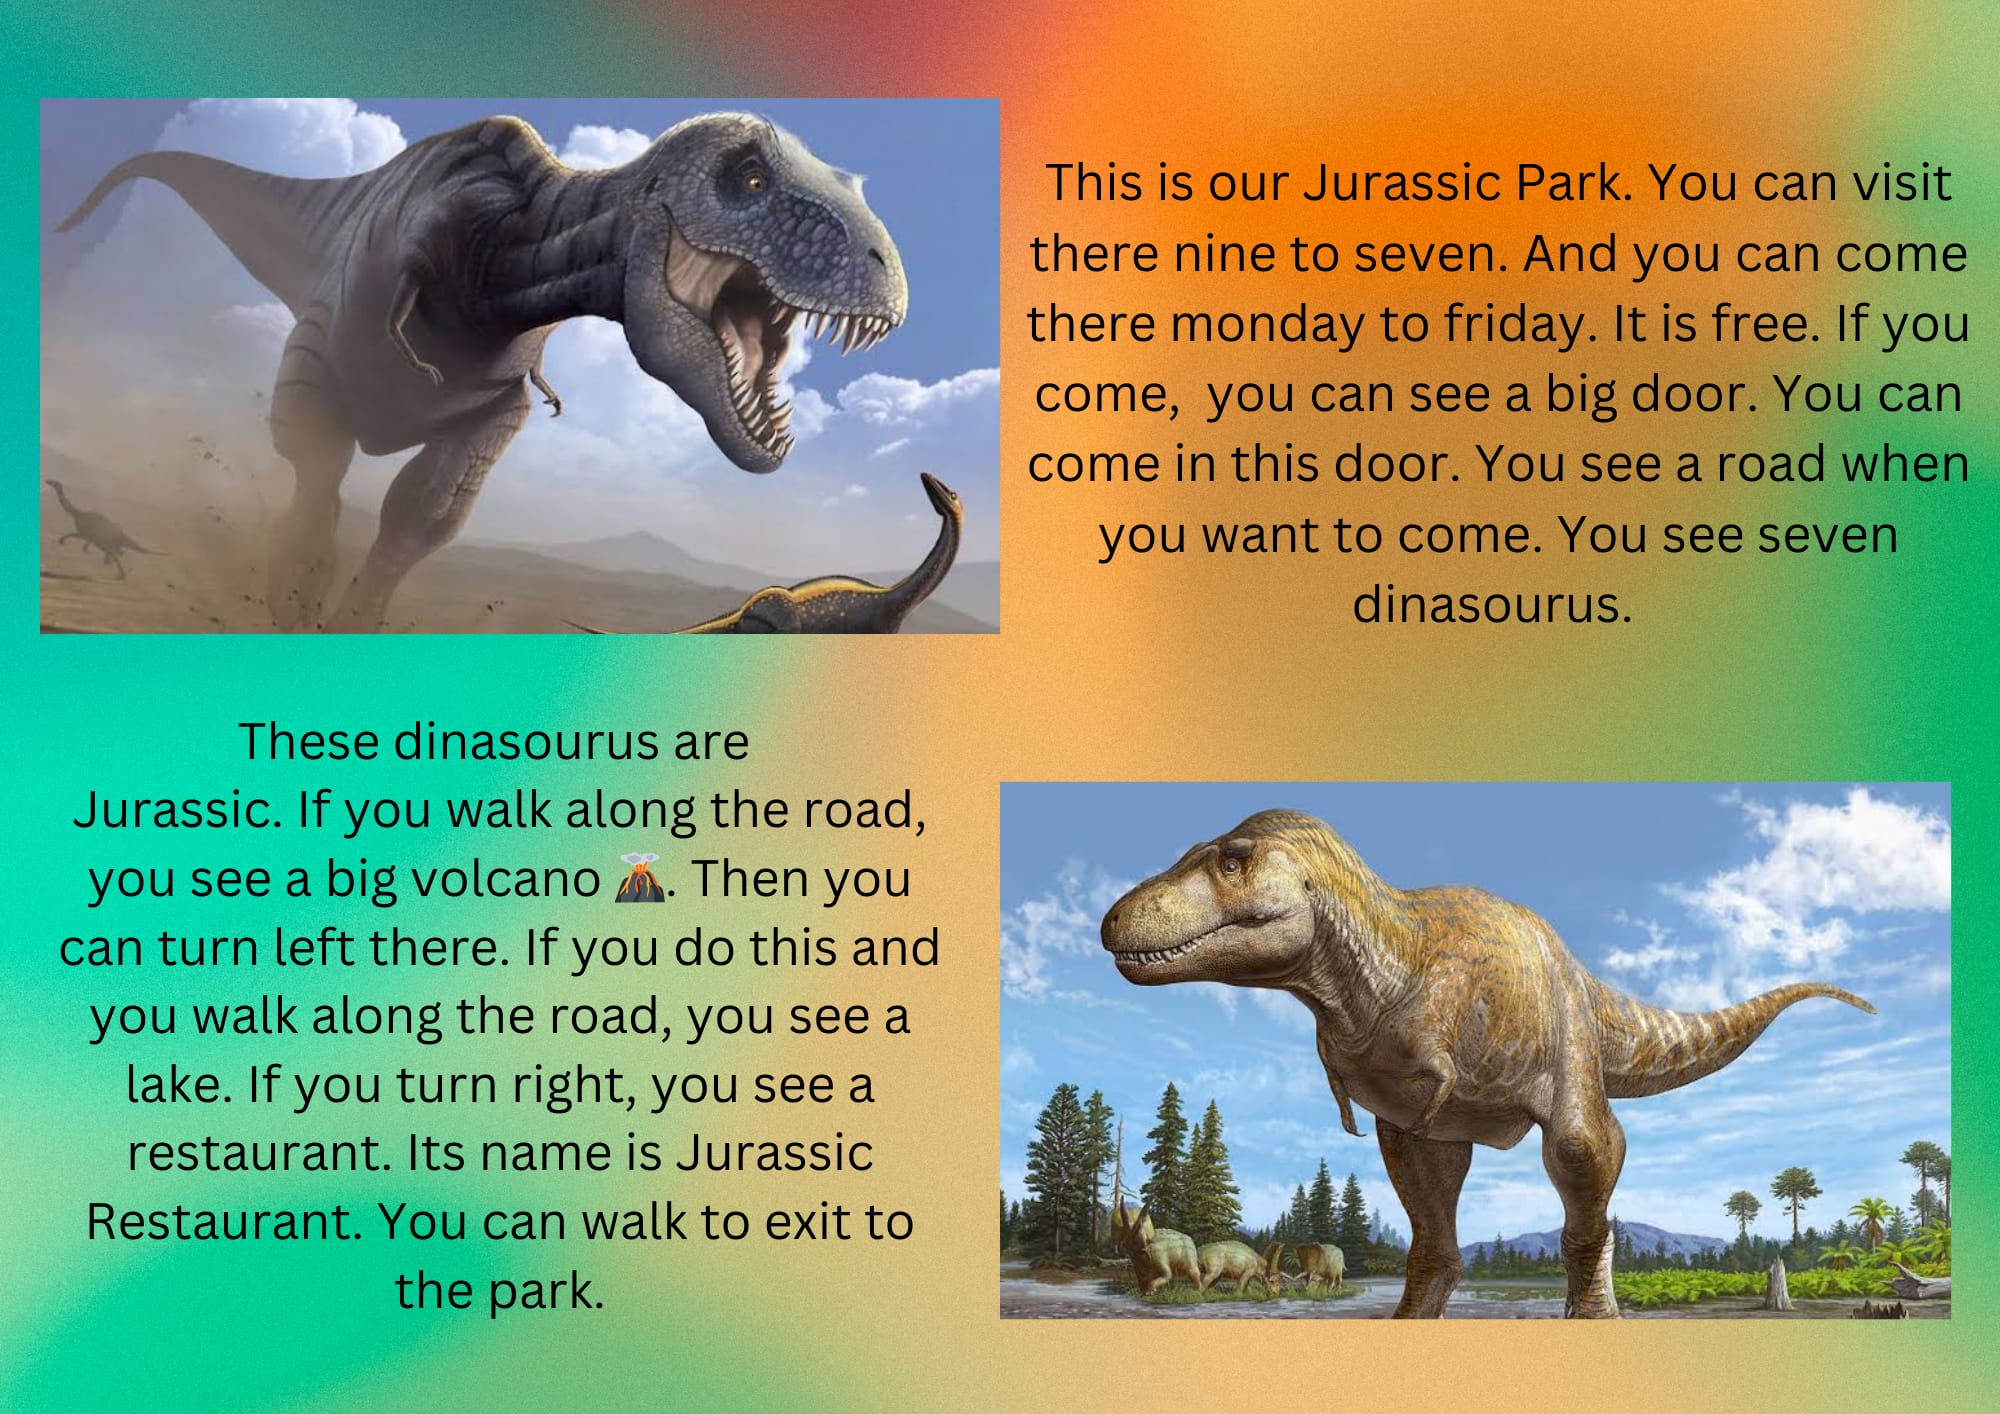 This is our Jurassic Park. You can visit
there nine to seven. And you can come
there monday to friday. It is free. If you
come,  you can see a big door. You can
come in this door. You see a road when
you want to come. You see seven
dinasourus.
These dinasourus are
Jurassic. If you walk along the road,
you see a big volcano 🌋. Then you
can turn left there. If you do this and
you walk along the road, you see a
lake. If you turn right, you see a
restaurant. Its name is Jurassic
Restaurant. You can walk to exit to
the park.